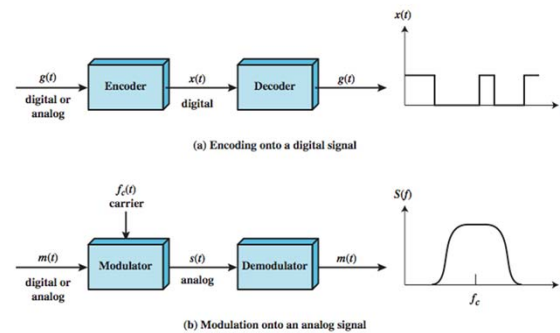 x(t)
g(t)
digital or
analog
Encoder
x(t)
digital
Decoder
g(t)
t
(a) Encoding onto a digital signal
fc(t)
carrier
S(f)
m(t)
digital or
analog
Modulator
s(t)
analog
Demodulator
m(t)
fc
f
(b) Modulation onto an analog signal